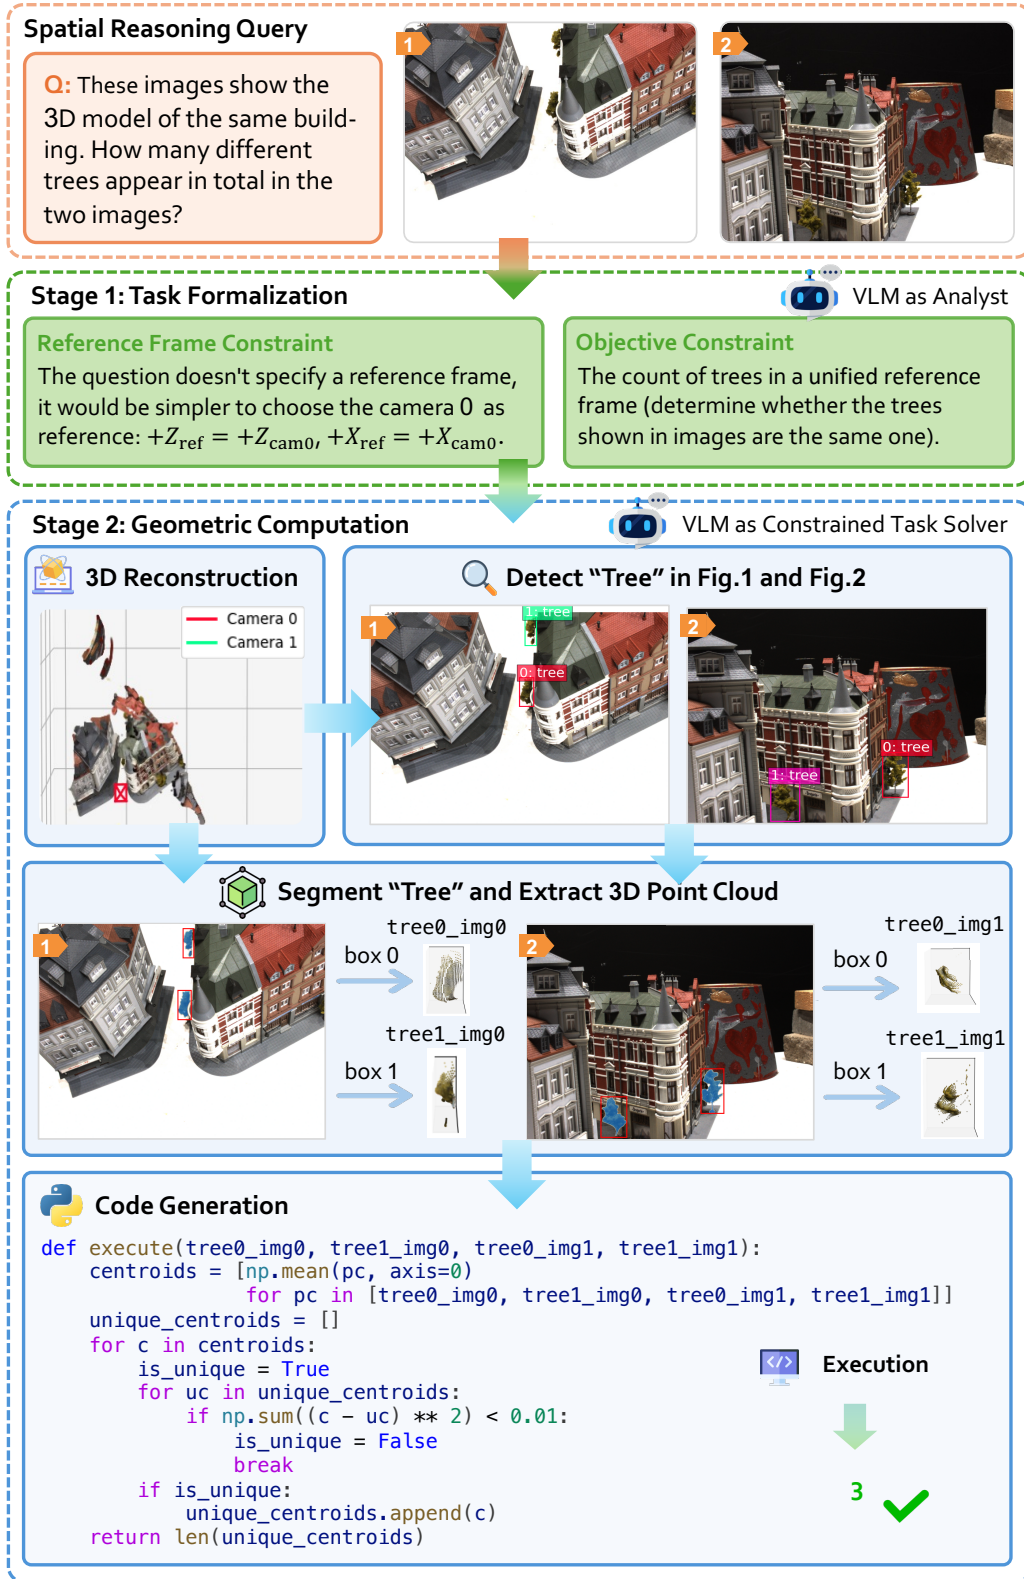 Spatial Reasoning Query
Q: These images show the
3D model of the same build-
ing. How many different
trees appear in total in the
two images?
1
2
Stage 1: Task Formalization
VLM as Analyst
Reference Frame Constraint
The question doesn't specify a reference frame,
it would be simpler to choose the camera 0 as
reference: +Z_ref = +Z_cam0, +X_ref = +X_cam0.
Objective Constraint
The count of trees in a unified reference
frame (determine whether the trees
shown in images are the same one).
Stage 2: Geometric Computation
VLM as Constrained Task Solver
3D Reconstruction
Camera 0
Camera 1
Detect “Tree” in Fig.1 and Fig.2
1
1: tree
0: tree
2
0: tree
1: tree
Segment “Tree” and Extract 3D Point Cloud
1
box 0
tree0_img0
box 1
tree1_img0
2
box 0
tree0_img1
box 1
tree1_img1
Code Generation
def execute(tree0_img0, tree1_img0, tree0_img1, tree1_img1):
    centroids = [np.mean(pc, axis=0)
                 for pc in [tree0_img0, tree1_img0, tree0_img1, tree1_img1]]
    unique_centroids = []
    for c in centroids:
        is_unique = True
        for uc in unique_centroids:
            if np.sum((c - uc) ** 2) < 0.01:
                is_unique = False
                break
        if is_unique:
            unique_centroids.append(c)
    return len(unique_centroids)
</>
Execution
3